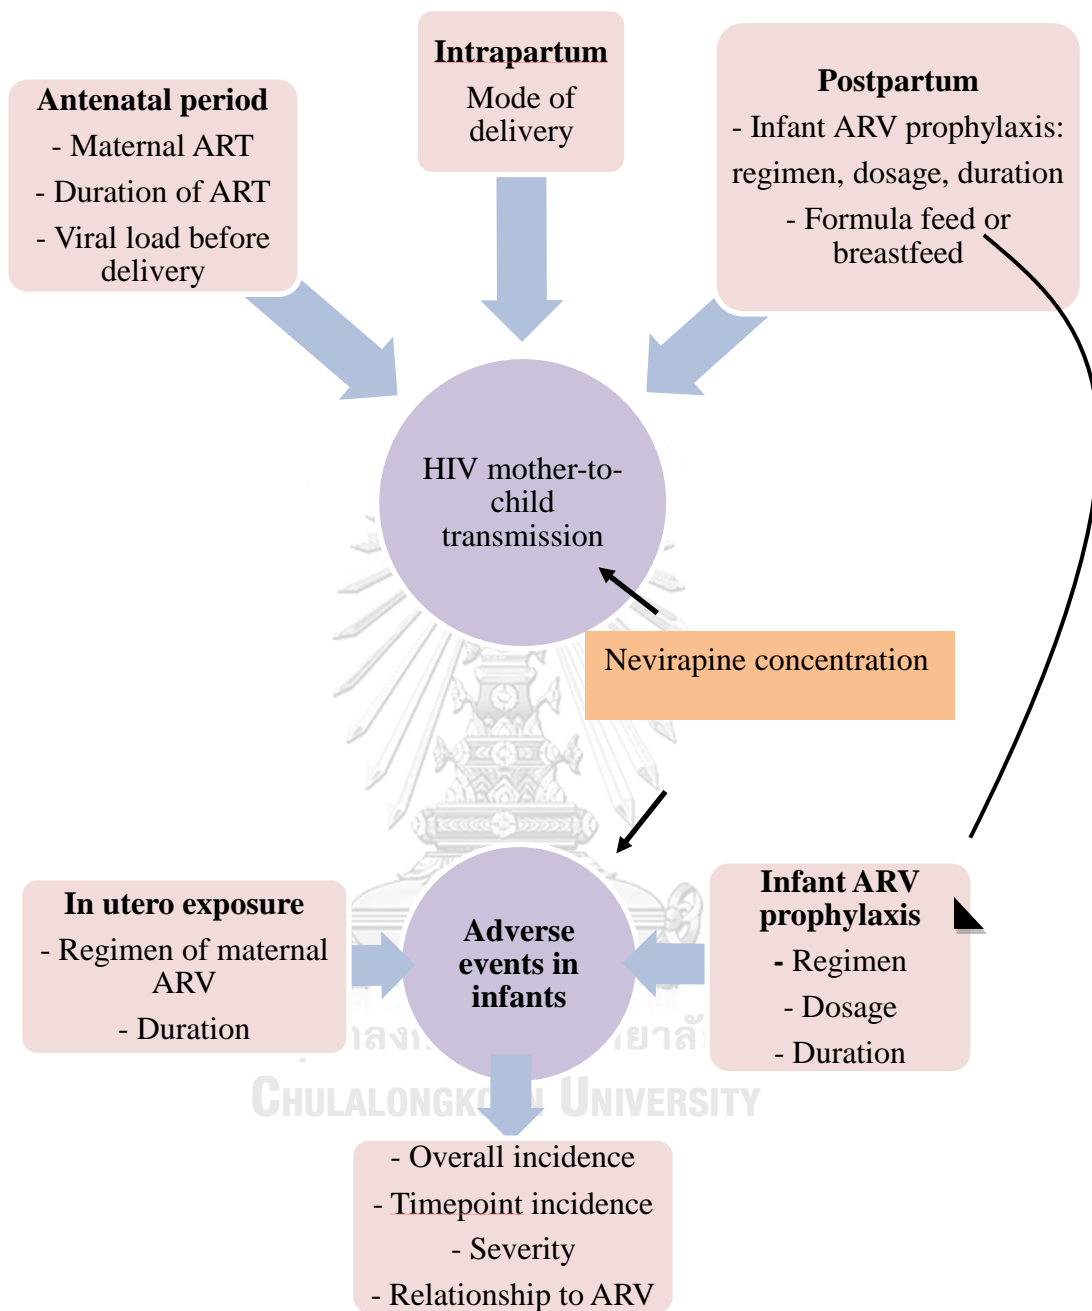 Intrapartum
Mode of
delivery
Antenatal period
- Maternal ART
- Duration of ART
- Viral load before
delivery
Postpartum
- Infant ARV prophylaxis:
regimen, dosage, duration
- Formula feed or
breastfeed
HIV mother-to-
child
transmission
Nevirapine concentration
In utero exposure
- Regimen of maternal
ARV
- Duration
Adverse
events in
infants
Infant ARV
prophylaxis
- Regimen
- Dosage
- Duration
CHULALONGKORN UNIVERSITY
- Overall incidence
- Timepoint incidence
- Severity
- Relationship to ARV